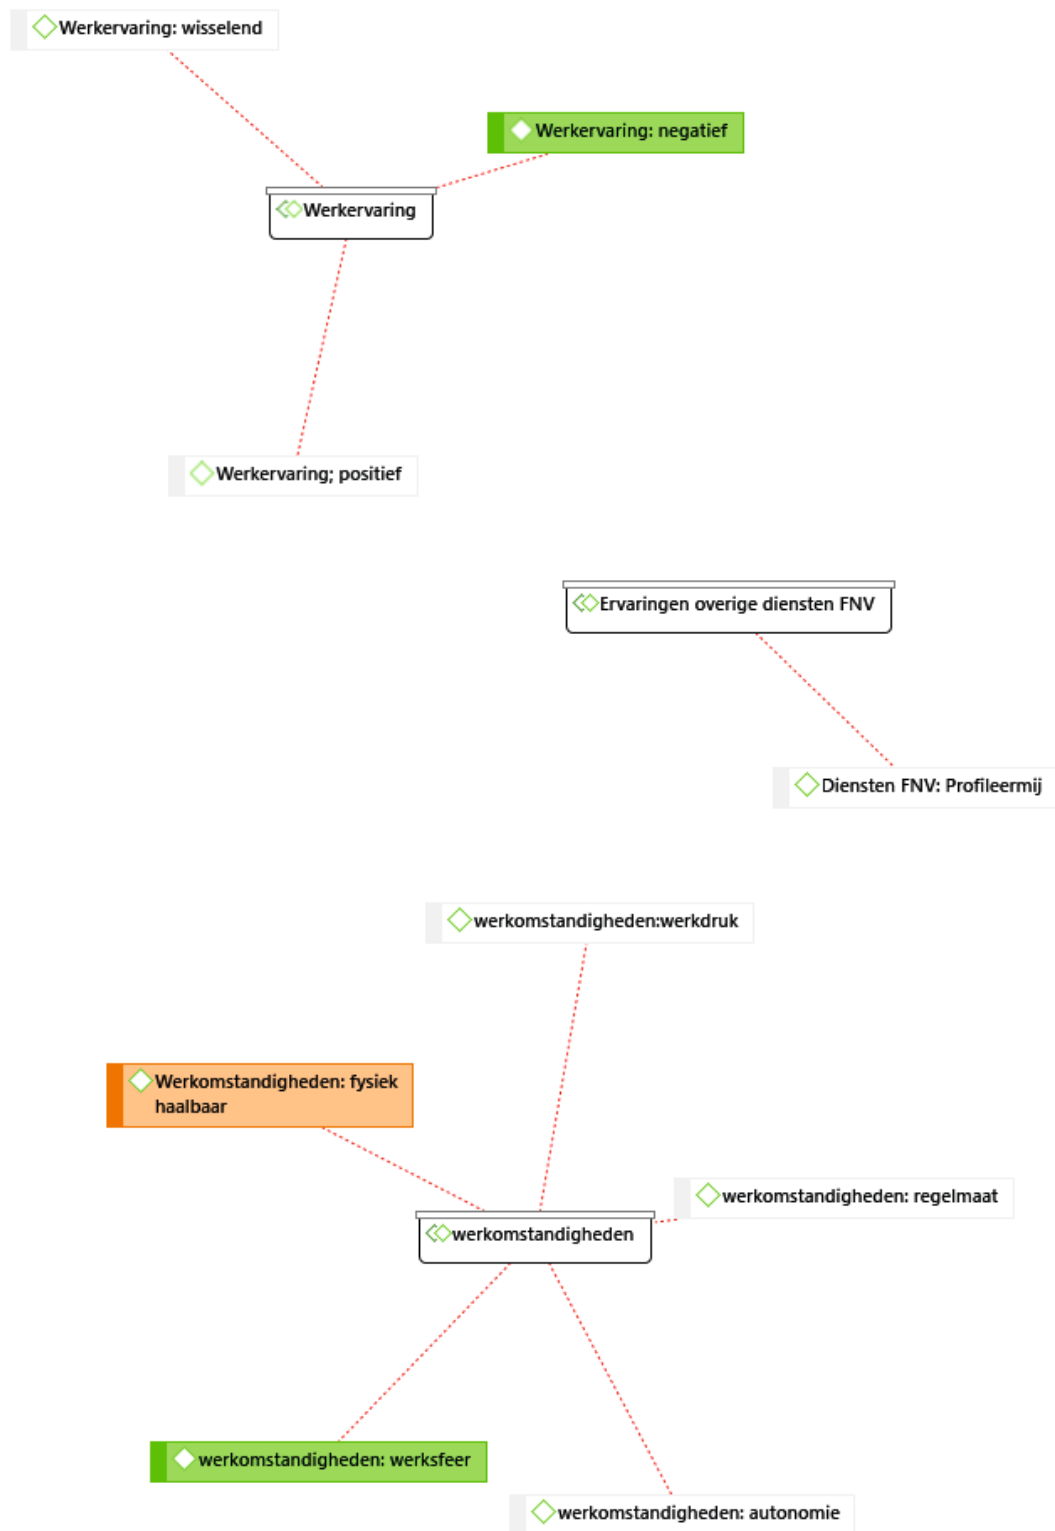 Werkervaring: wisselend
Werkervaring: negatief
Werkervaring
Werkervaring; positief
Ervaringen overige diensten FNV
Diensten FNV: Profileermij
werkomstandigheden:werkdruk
Werkomstandigheden: fysiek
haalbaar
werkomstandigheden: regelmaat
werkomstandigheden
werkomstandigheden: werksfeer
werkomstandigheden: autonomie